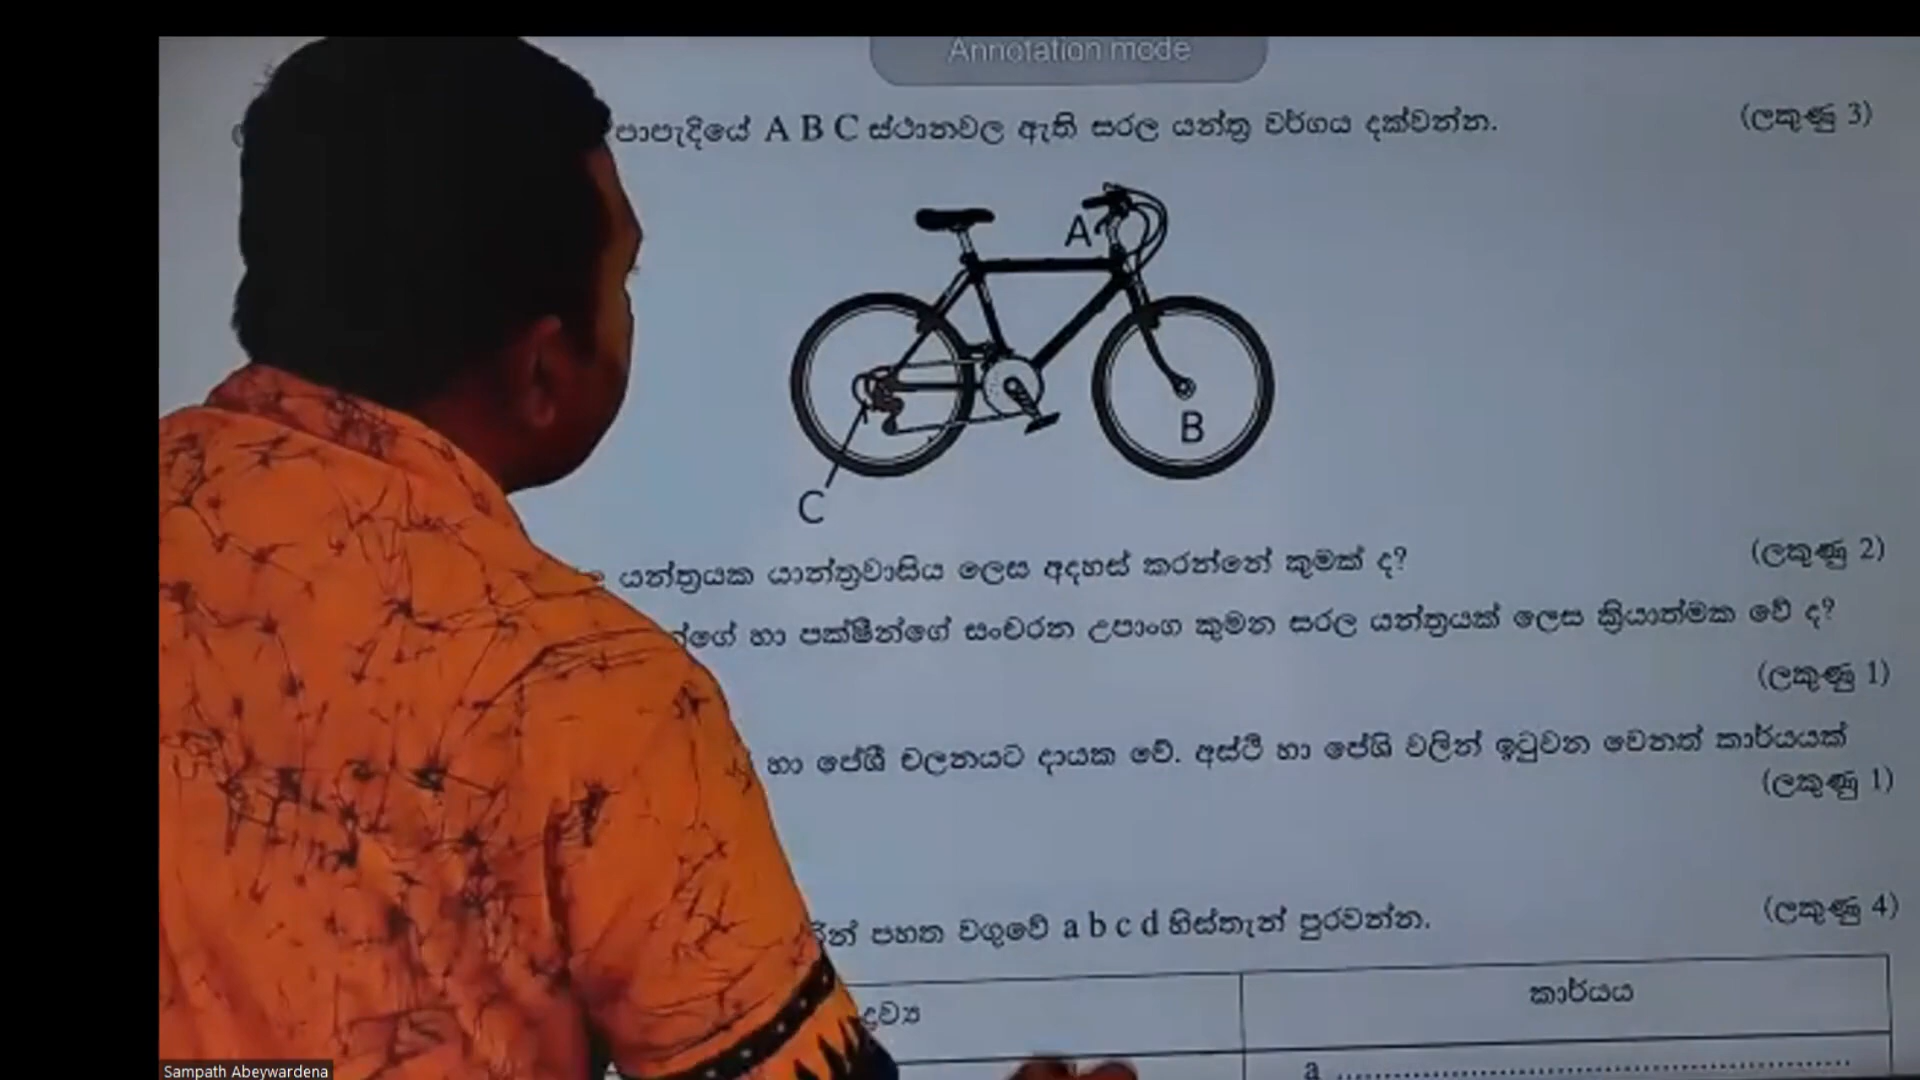 Annotation mode
පාපැදියේ A B C ස්ථානවල ඇති සරල යන්ත්‍ර වර්ගය දක්වන්න. (ලකුණු 3)
A
B
C
යන්ත්‍රයක යාන්ත්‍රවාසිය ලෙස අදහස් කරන්නේ කුමක් ද? (ලකුණු 2)
හා පක්ෂීන්ගේ සංචරන උපාංග කුමන සරල යන්ත්‍රයක් ලෙස ක්‍රියාත්මක වේ ද?
(ලකුණු 1)
හා පේශී චලනයට දායක වේ. අස්ථි හා පේශි වලින් ඉටුවන වෙනත් කාර්යයක්
(ලකුණු 1)
පහත වගුවේ a b c d හිස්තැන් පුරවන්න. (ලකුණු 4)
කාර්යය
a ................................................
Sampath Abeywardena